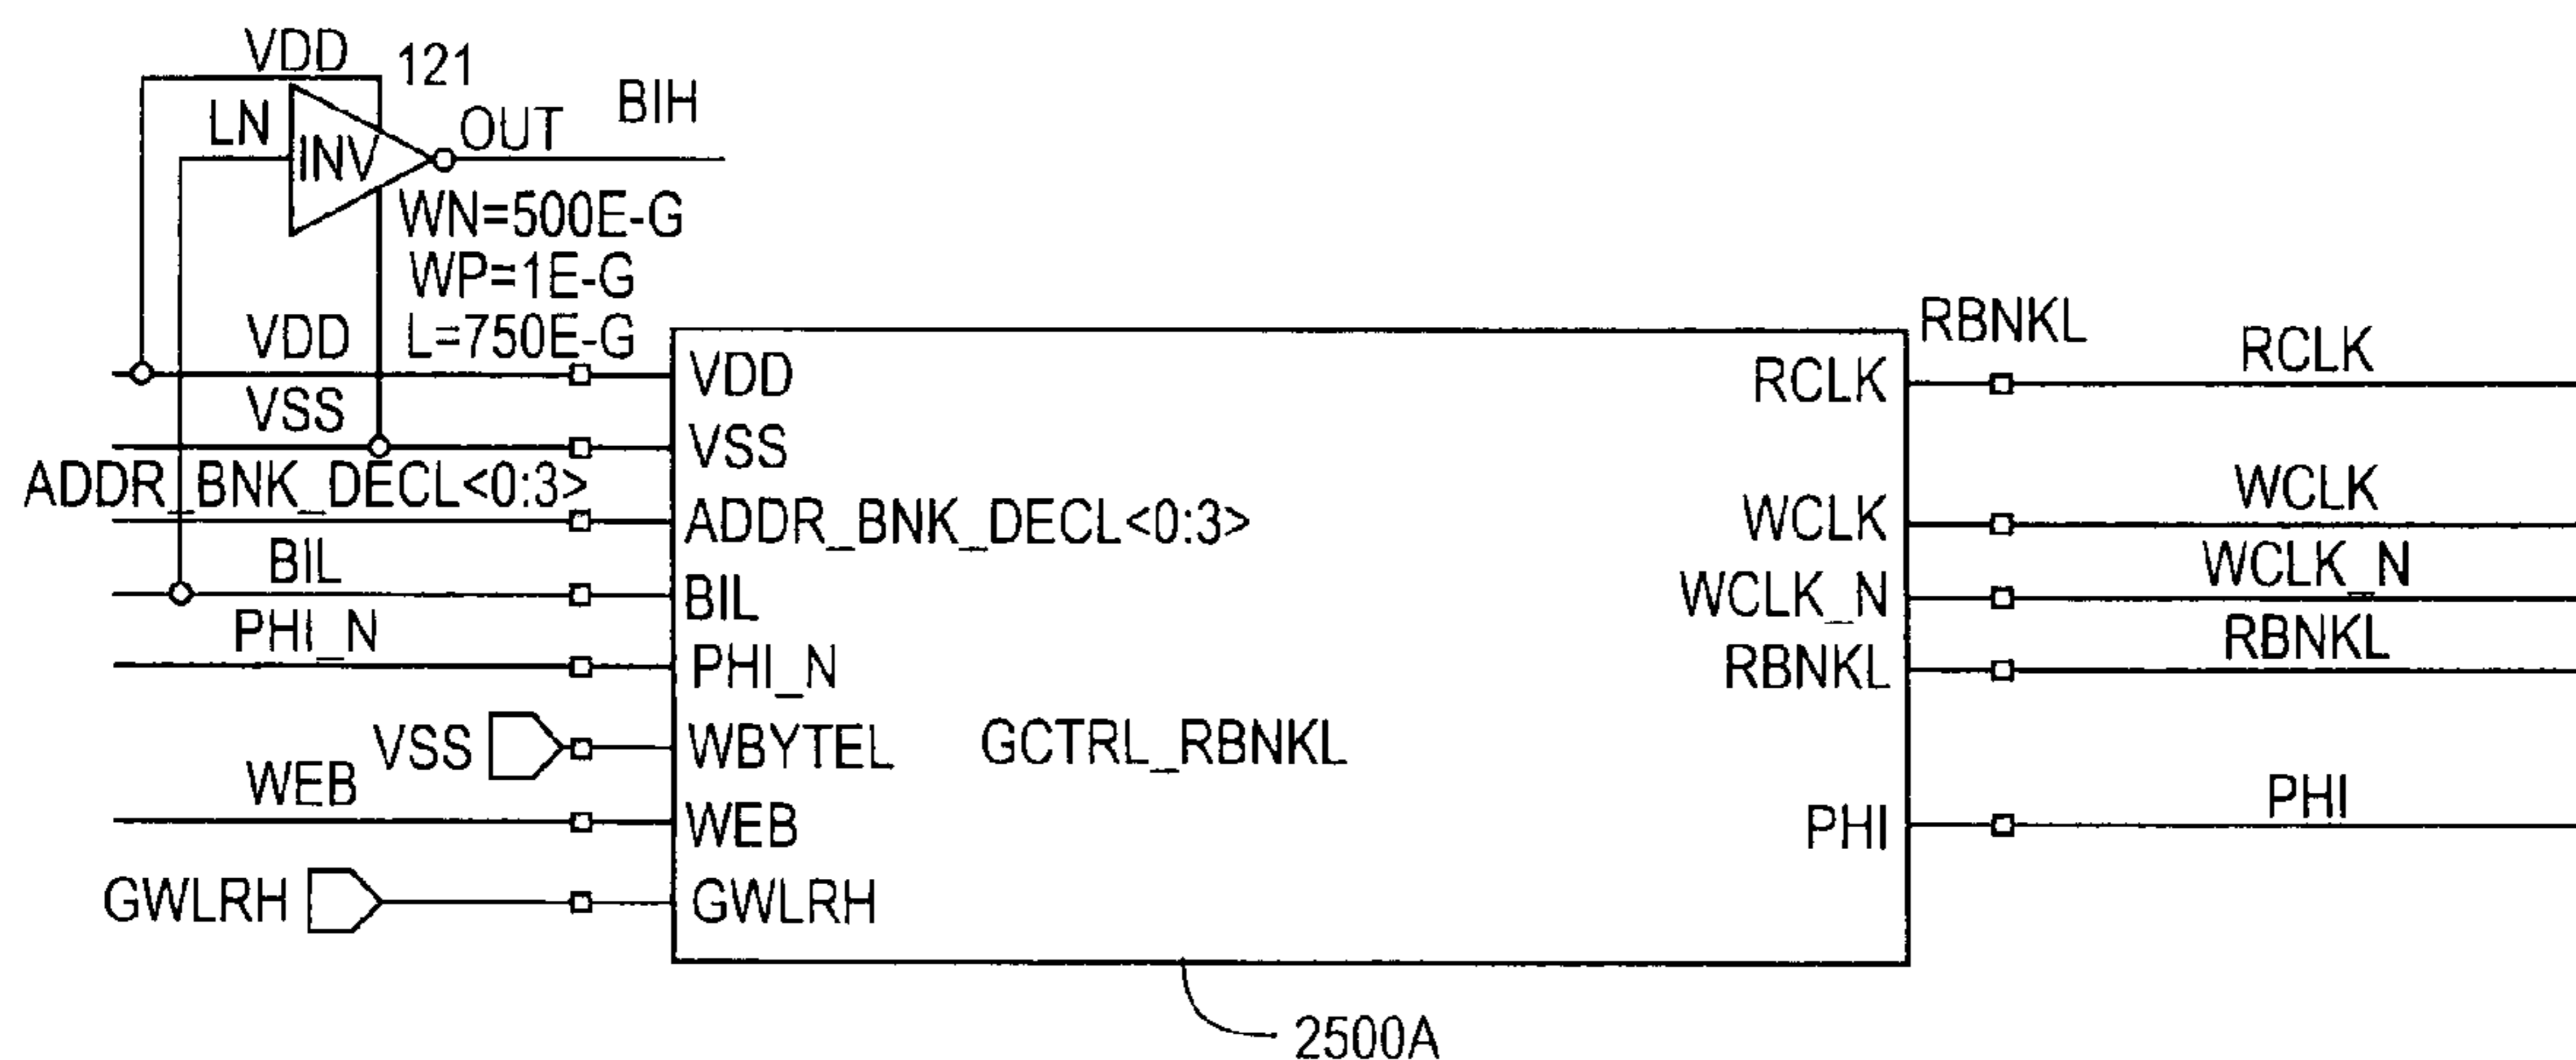 VDD 121
LN INV OUT BIH
WN=500E-G
WP=1E-G
L=750E-G
VDD
VSS
ADDR_BNK_DECL<0:3>
BIL
PHI_N
VSS
WEB
GWLRH
VDD
VSS
ADDR_BNK_DECL<0:3>
BIL
PHI_N
WBYTEL
WEB
GWLRH
GCTRL_RBNKL
RBNKL
RCLK
WCLK
WCLK_N
RBNKL
PHI
RCLK
WCLK
WCLK_N
RBNKL
PHI
2500A